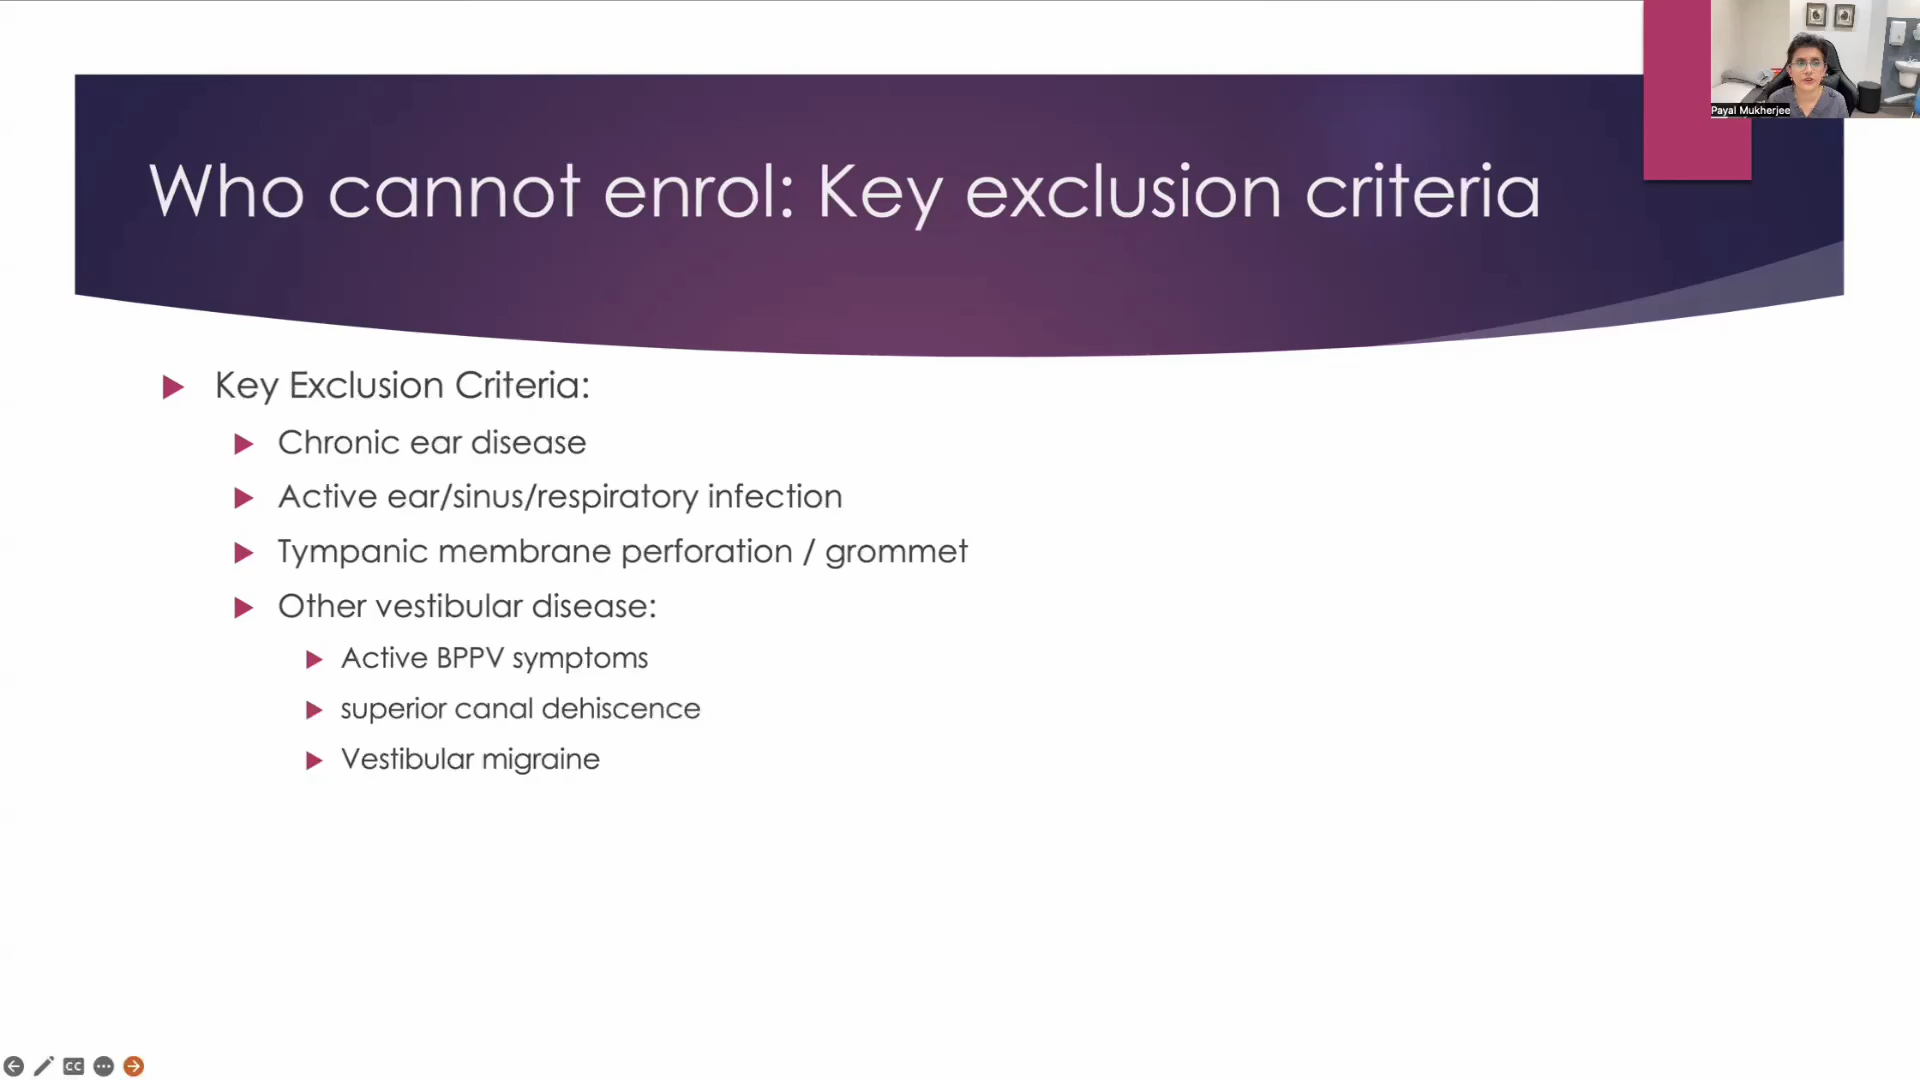 Payal Mukherjee
Who cannot enrol: Key exclusion criteria
Key Exclusion Criteria:
Chronic ear disease
Active ear/sinus/respiratory infection
Tympanic membrane perforation / grommet
Other vestibular disease:
Active BPPV symptoms
superior canal dehiscence
Vestibular migraine
CC